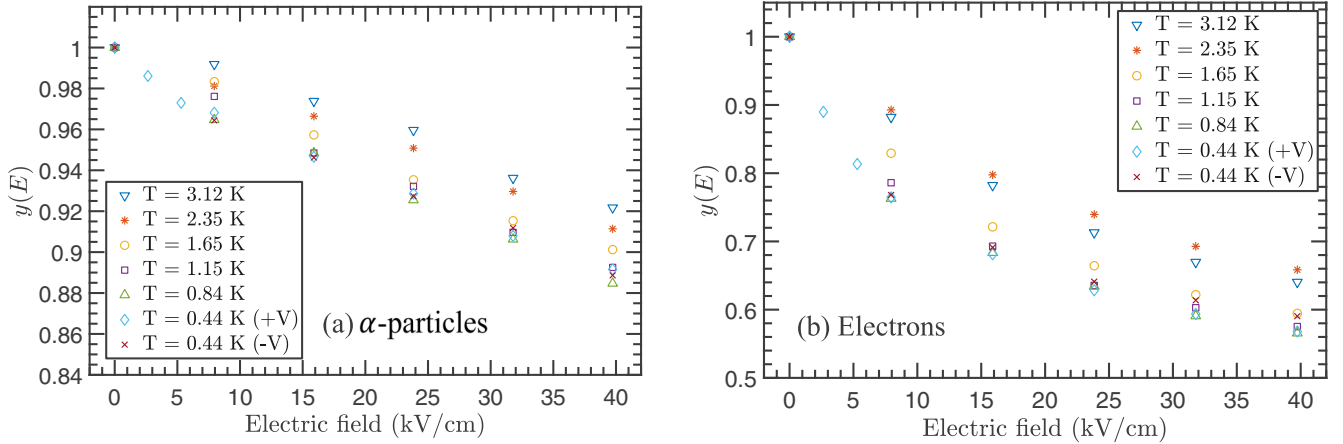 1
0.98
0.96
0.94
0.92
0.9
0.88
0.86
0.84
y(E)
T = 3.12 K
T = 2.35 K
T = 1.65 K
T = 1.15 K
T = 0.84 K
T = 0.44 K (+V)
T = 0.44 K (-V)
(a) α-particles
0 5 10 15 20 25 30 35 40
Electric field (kV/cm)
1
0.9
0.8
0.7
0.6
0.5
y(E)
T = 3.12 K
T = 2.35 K
T = 1.65 K
T = 1.15 K
T = 0.84 K
T = 0.44 K (+V)
T = 0.44 K (-V)
(b) Electrons
0 5 10 15 20 25 30 35 40
Electric field (kV/cm)